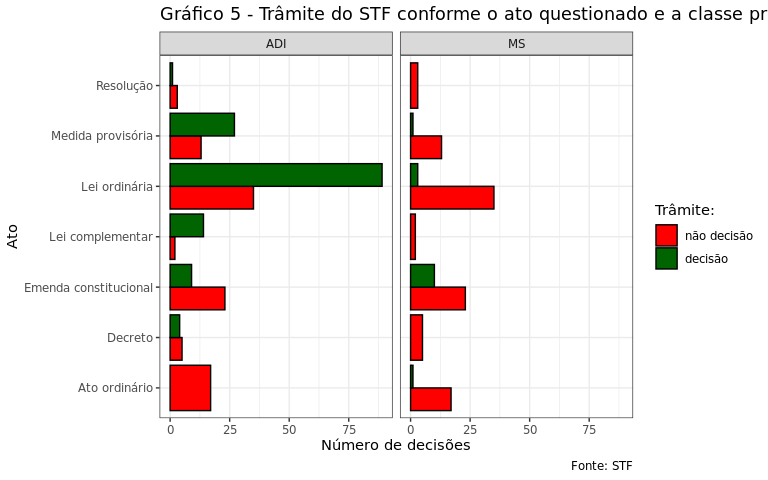 Gráfico 5 - Trâmite do STF conforme o ato questionado e a classe pr
ADI
MS
Ato
Resolução
Medida provisória
Lei ordinária
Lei complementar
Emenda constitucional
Decreto
Ato ordinário
0 25 50 75
0 25 50 75
Número de decisões
Trâmite:
não decisão
decisão
Fonte: STF